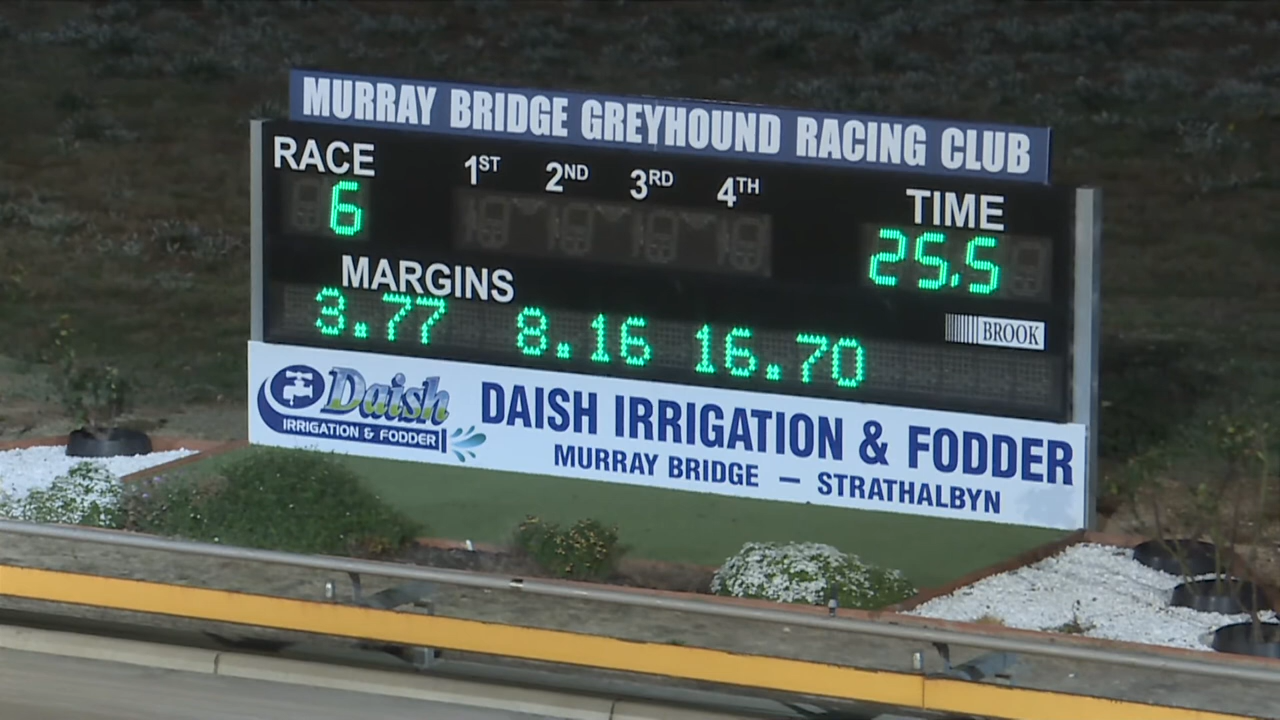 MURRAY BRIDGE GREYHOUND RACING CLUB
RACE 1ST 2ND 3RD 4TH TIME
6 25.5
MARGINS
3.77 8.16 16.70
BROOK
Daish
IRRIGATION & FODDER
DAISH IRRIGATION & FODDER
MURRAY BRIDGE – STRATHALBYN